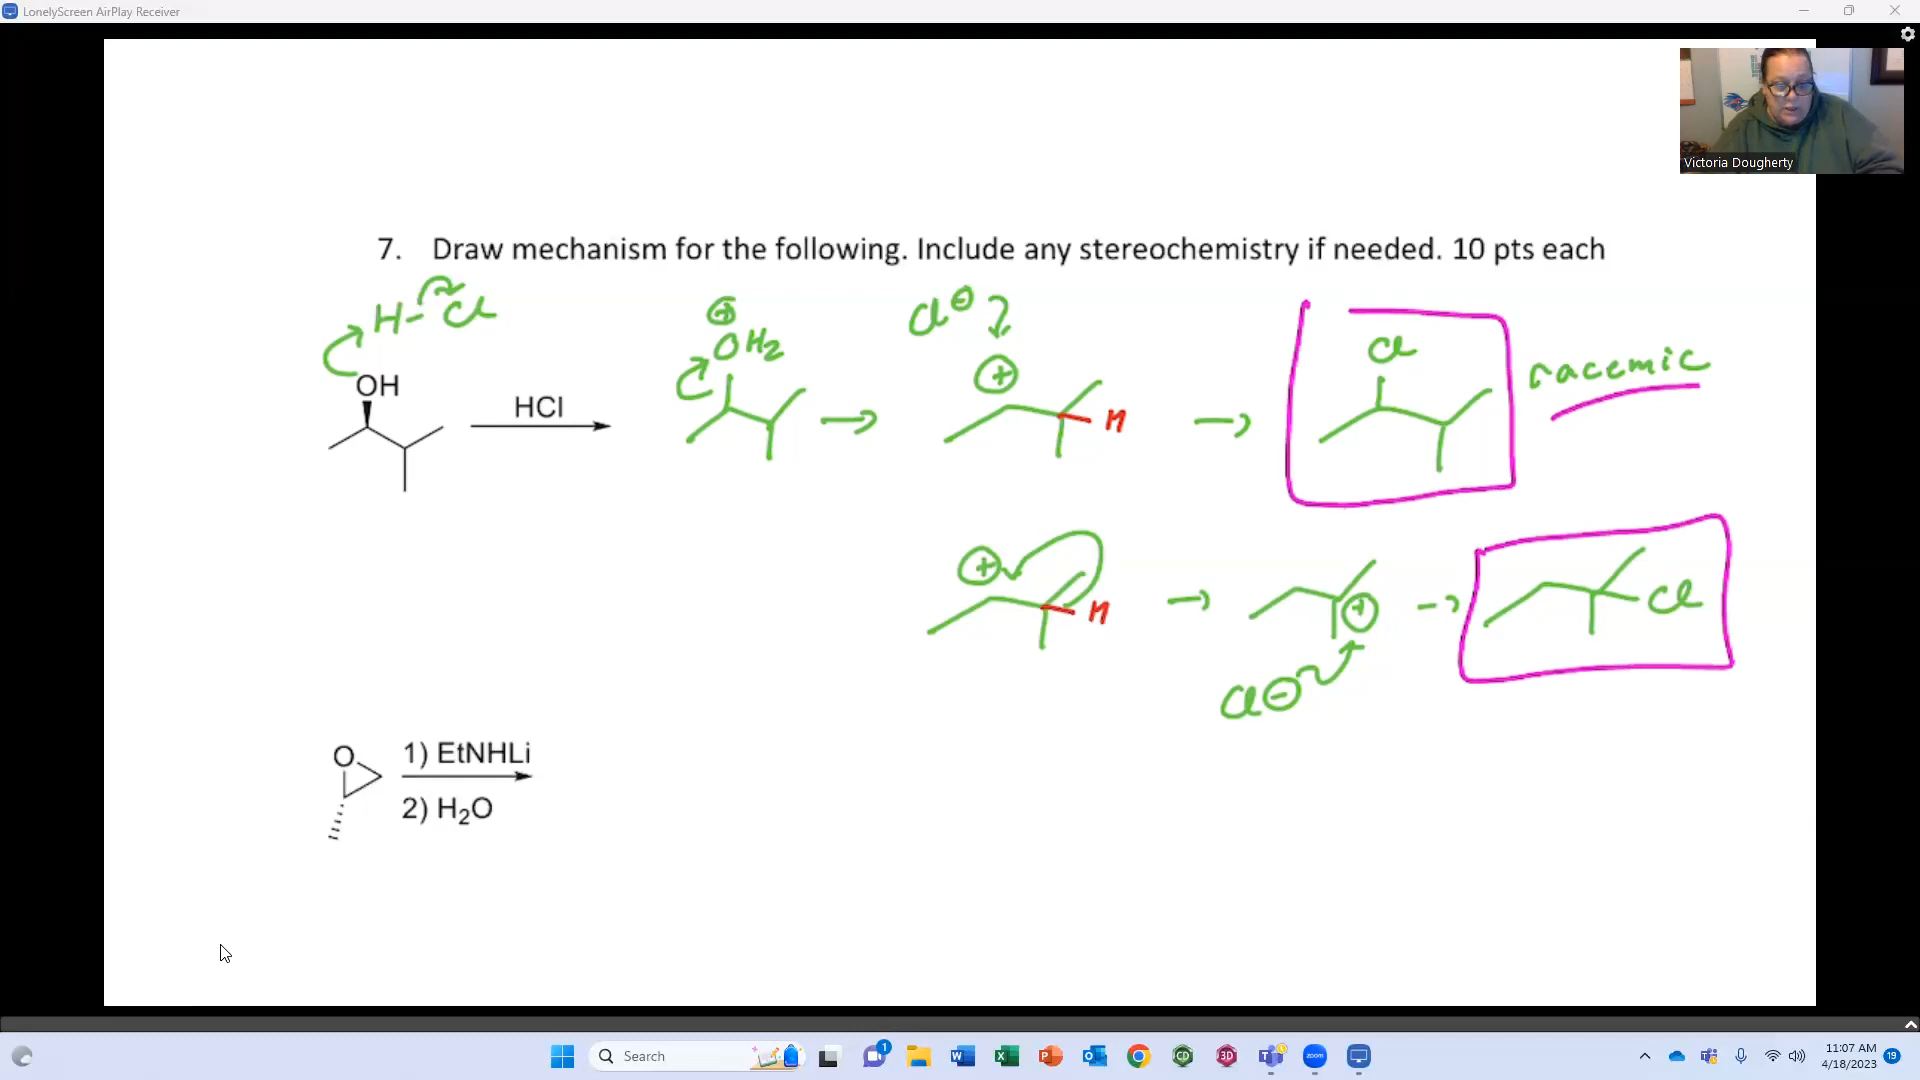 LonelyScreen AirPlay Receiver
Victoria Dougherty
7. Draw mechanism for the following. Include any stereochemistry if needed. 10 pts each
H-Cl
⊕
OH₂
Cl⊖
⊕
Cl
racemic
OH
HCl
H
⊕
H
⊕
Cl
Cl⊖
O
1) EtNHLi
2) H₂O
Search
1
11:07 AM
4/18/2023
19